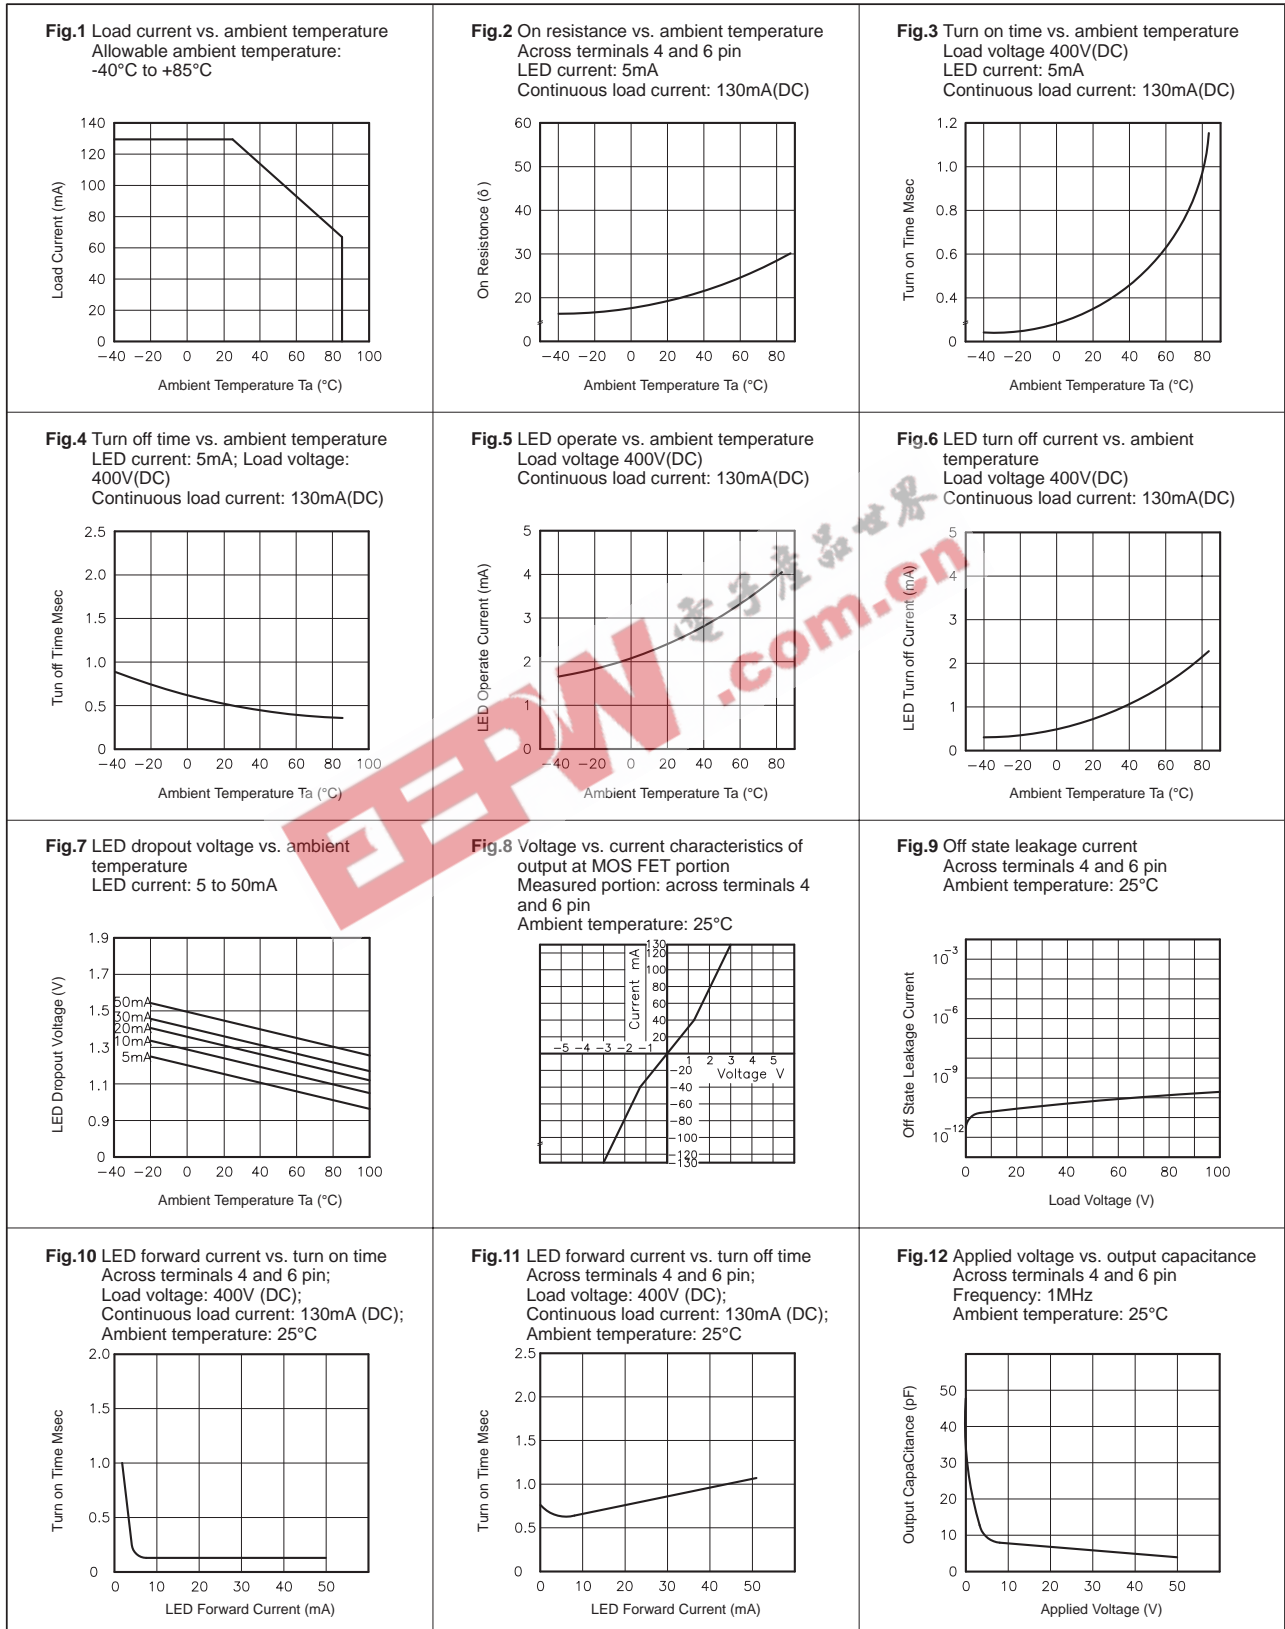 Fig.1 Load current vs. ambient temperature
Allowable ambient temperature:
-40°C to +85°C
140
120
100
80
60
40
20
0
Load Current (mA)
−40 −20 0 20 40 60 80 100
Ambient Temperature Ta (°C)
Fig.2 On resistance vs. ambient temperature
Across terminals 4 and 6 pin
LED current: 5mA
Continuous load current: 130mA(DC)
60
50
40
30
20
0
On Resistonce (ô )
−40 −20 0 20 40 60 80
Ambient Temperature Ta (°C)
Fig.3 Turn on time vs. ambient temperature
Load voltage 400V(DC)
LED current: 5mA
Continuous load current: 130mA(DC)
1.2
1.0
0.8
0.6
0.4
0
Turn on Time Msec
−40 −20 0 20 40 60 80
Ambient Temperature Ta (°C)
Fig.4 Turn off time vs. ambient temperature
LED current: 5mA; Load voltage:
400V(DC)
Continuous load current: 130mA(DC)
2.5
2.0
1.5
1.0
0.5
0
Tun off Time Msec
−40 −20 0 20 40 60 80 100
Ambient Temperature Ta (°C)
Fig.5 LED operate vs. ambient temperature
Load voltage 400V(DC)
Continuous load current: 130mA(DC)
5
4
3
2
1
0
LED Operate Current (mA)
−40 −20 0 20 40 60 80
Ambient Temperature Ta (°C)
Fig.6 LED turn off current vs. ambient
temperature
Load voltage 400V(DC)
Continuous load current: 130mA(DC)
5
4
3
2
1
0
LED Turn off Current (mA)
−40 −20 0 20 40 60 80
Ambient Temperature Ta (°C)
EEPW
.com.cn
電子産品世界
Fig.7 LED dropout voltage vs. ambient
temperature
LED current: 5 to 50mA
1.9
1.7
1.5
1.3
1.1
0.9
0
LED Dropout Voltage (V)
50mA
30mA
20mA
10mA
5mA
−40 −20 0 20 40 60 80 100
Ambient Temperature Ta (°C)
Fig.8 Voltage vs. current characteristics of
output at MOS FET portion
Measured portion: across terminals 4
and 6 pin
Ambient temperature: 25°C
130
120
100
80
60
40
20
Current mA
−5 −4 −3 −2 −1
1 2 3 4 5
Voltage V
−20
−40
−60
−80
−100
−120
−130
Fig.9 Off state leakage current
Across terminals 4 and 6 pin
Ambient temperature: 25°C
10−3
10−6
10−9
10−12
Off State Leakage Current
0 20 40 60 80 100
Load Voltage (V)
Fig.10 LED forward current vs. turn on time
Across terminals 4 and 6 pin;
Load voltage: 400V (DC);
Continuous load current: 130mA (DC);
Ambient temperature: 25°C
2.0
1.5
1.0
0.5
0
Turn on Time Msec
0 10 20 30 40 50
LED Forward Current (mA)
Fig.11 LED forward current vs. turn off time
Across terminals 4 and 6 pin;
Load voltage: 400V (DC);
Continuous load current: 130mA (DC);
Ambient temperature: 25°C
2.5
2.0
1.5
1.0
0.5
0
Turn on Time Msec
0 10 20 30 40 50
LED Forward Current (mA)
Fig.12 Applied voltage vs. output capacitance
Across terminals 4 and 6 pin
Frequency: 1MHz
Ambient temperature: 25°C
50
40
30
20
10
0
Output CapaCitance (pF)
0 10 20 30 40 50
Applied Voltage (V)